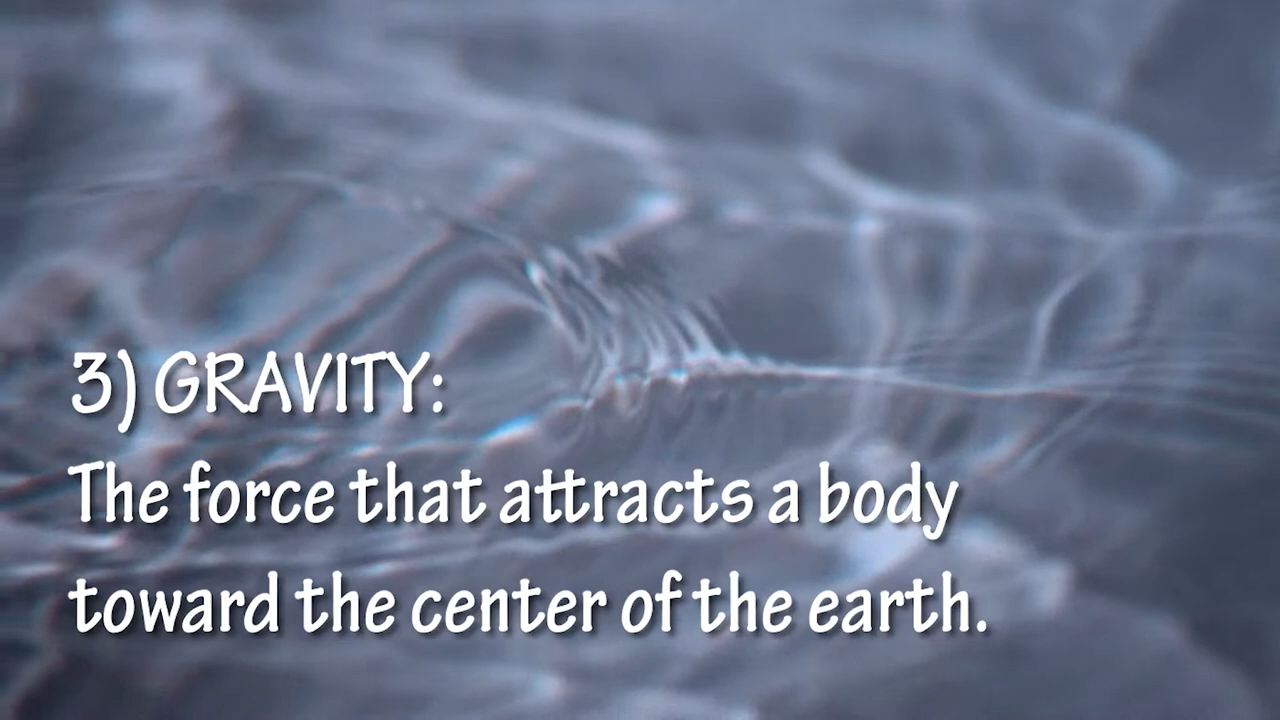 3) GRAVITY:
The force that attracts a body
toward the center of the earth.